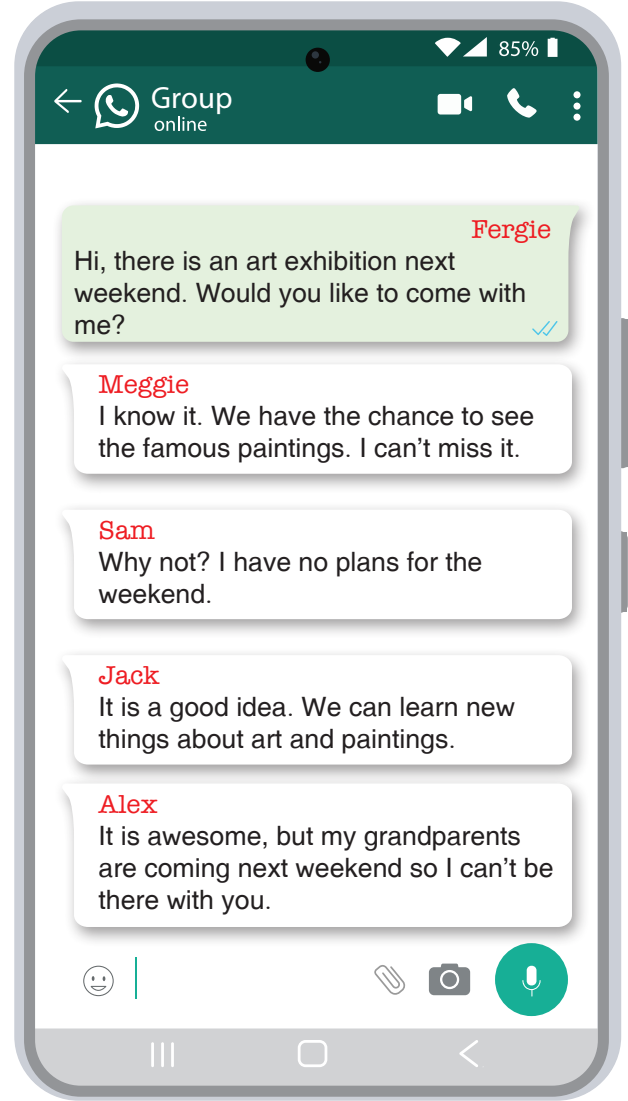 85%
Group
online
Fergie
Hi, there is an art exhibition next
weekend. Would you like to come with
me?
Meggie
I know it. We have the chance to see
the famous paintings. I can't miss it.
Sam
Why not? I have no plans for the
weekend.
Jack
It is a good idea. We can learn new
things about art and paintings.
Alex
It is awesome, but my grandparents
are coming next weekend so I can't be
there with you.